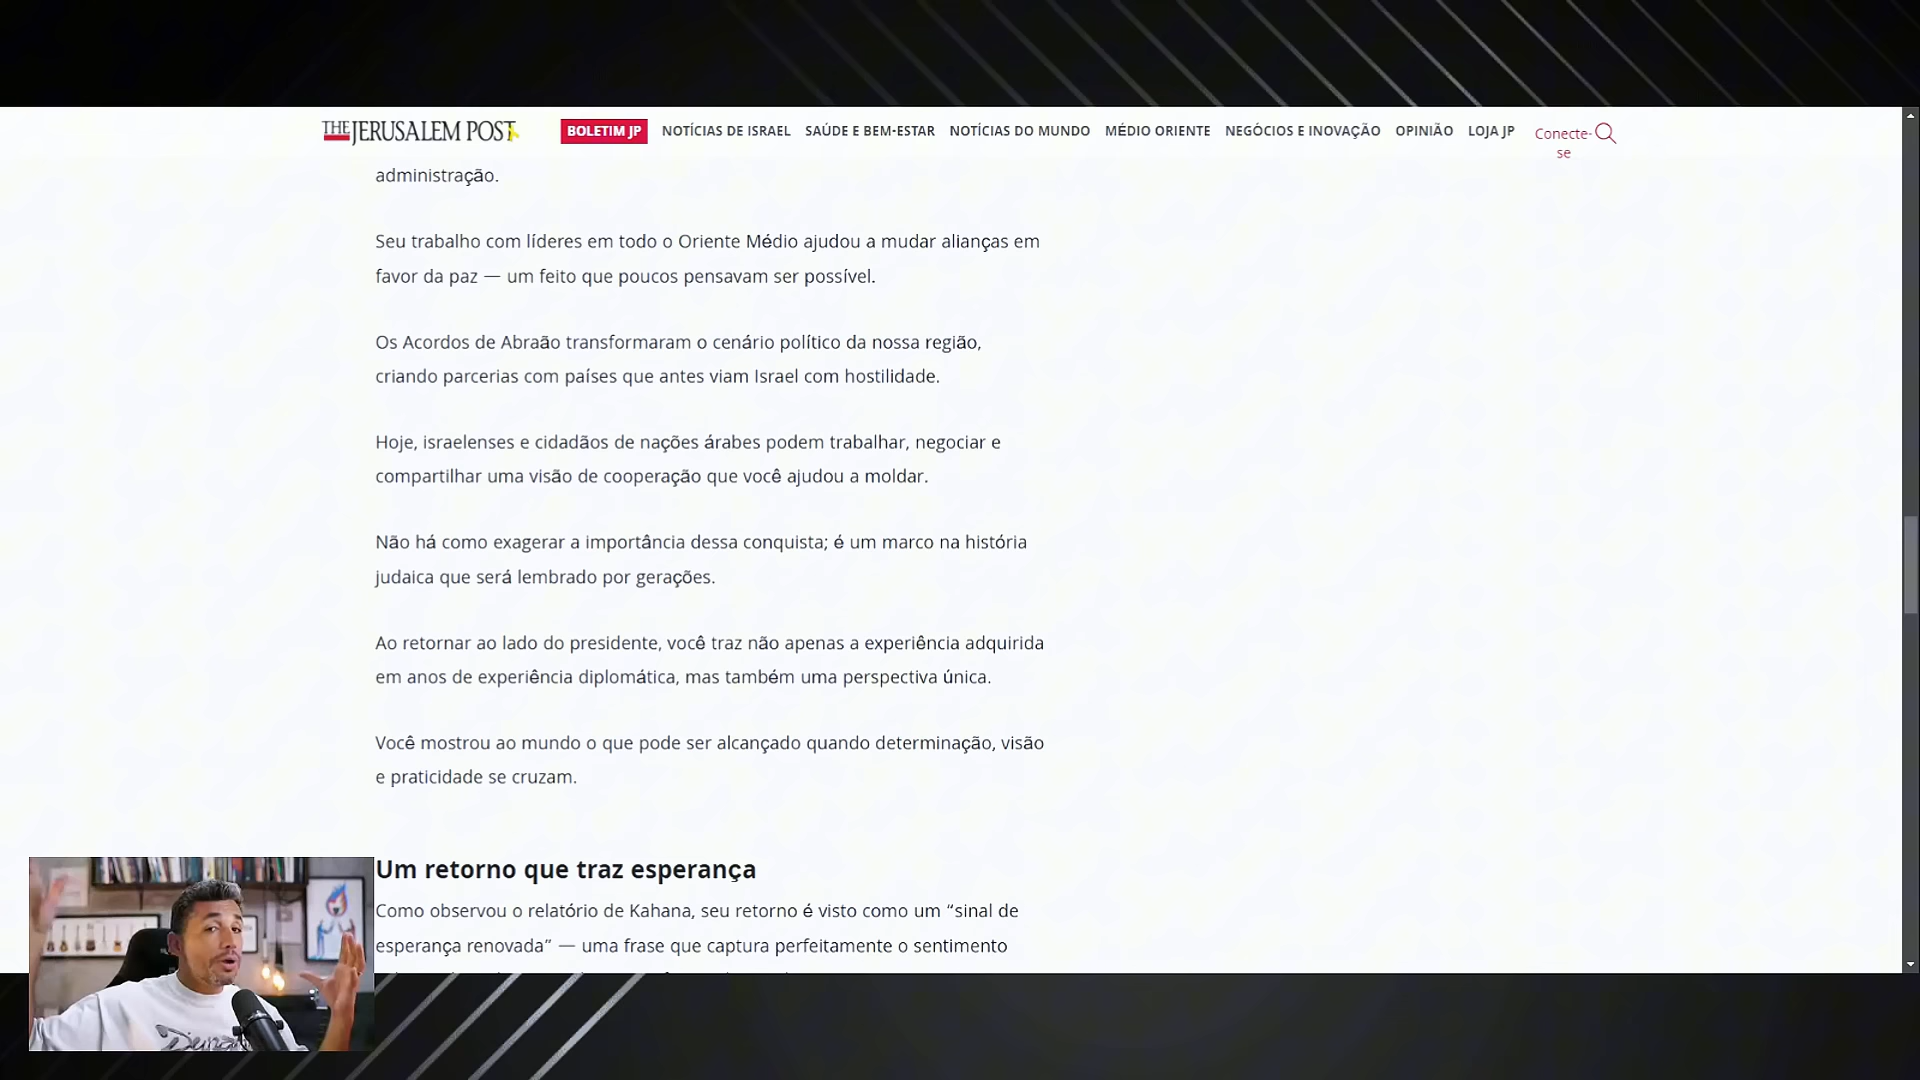 THE JERUSALEM POST
BOLETIM JP
NOTÍCIAS DE ISRAEL
SAÚDE E BEM-ESTAR
NOTÍCIAS DO MUNDO
MÉDIO ORIENTE
NEGÓCIOS E INOVAÇÃO
OPINIÃO
LOJA JP
Conecte-
se
administração.
Seu trabalho com líderes em todo o Oriente Médio ajudou a mudar alianças em
favor da paz — um feito que poucos pensavam ser possível.
Os Acordos de Abraão transformaram o cenário político da nossa região,
criando parcerias com países que antes viam Israel com hostilidade.
Hoje, israelenses e cidadãos de nações árabes podem trabalhar, negociar e
compartilhar uma visão de cooperação que você ajudou a moldar.
Não há como exagerar a importância dessa conquista; é um marco na história
judaica que será lembrado por gerações.
Ao retornar ao lado do presidente, você traz não apenas a experiência adquirida
em anos de experiência diplomática, mas também uma perspectiva única.
Você mostrou ao mundo o que pode ser alcançado quando determinação, visão
e praticidade se cruzam.
Um retorno que traz esperança
Como observou o relatório de Kahana, seu retorno é visto como um “sinal de
esperança renovada” — uma frase que captura perfeitamente o sentimento